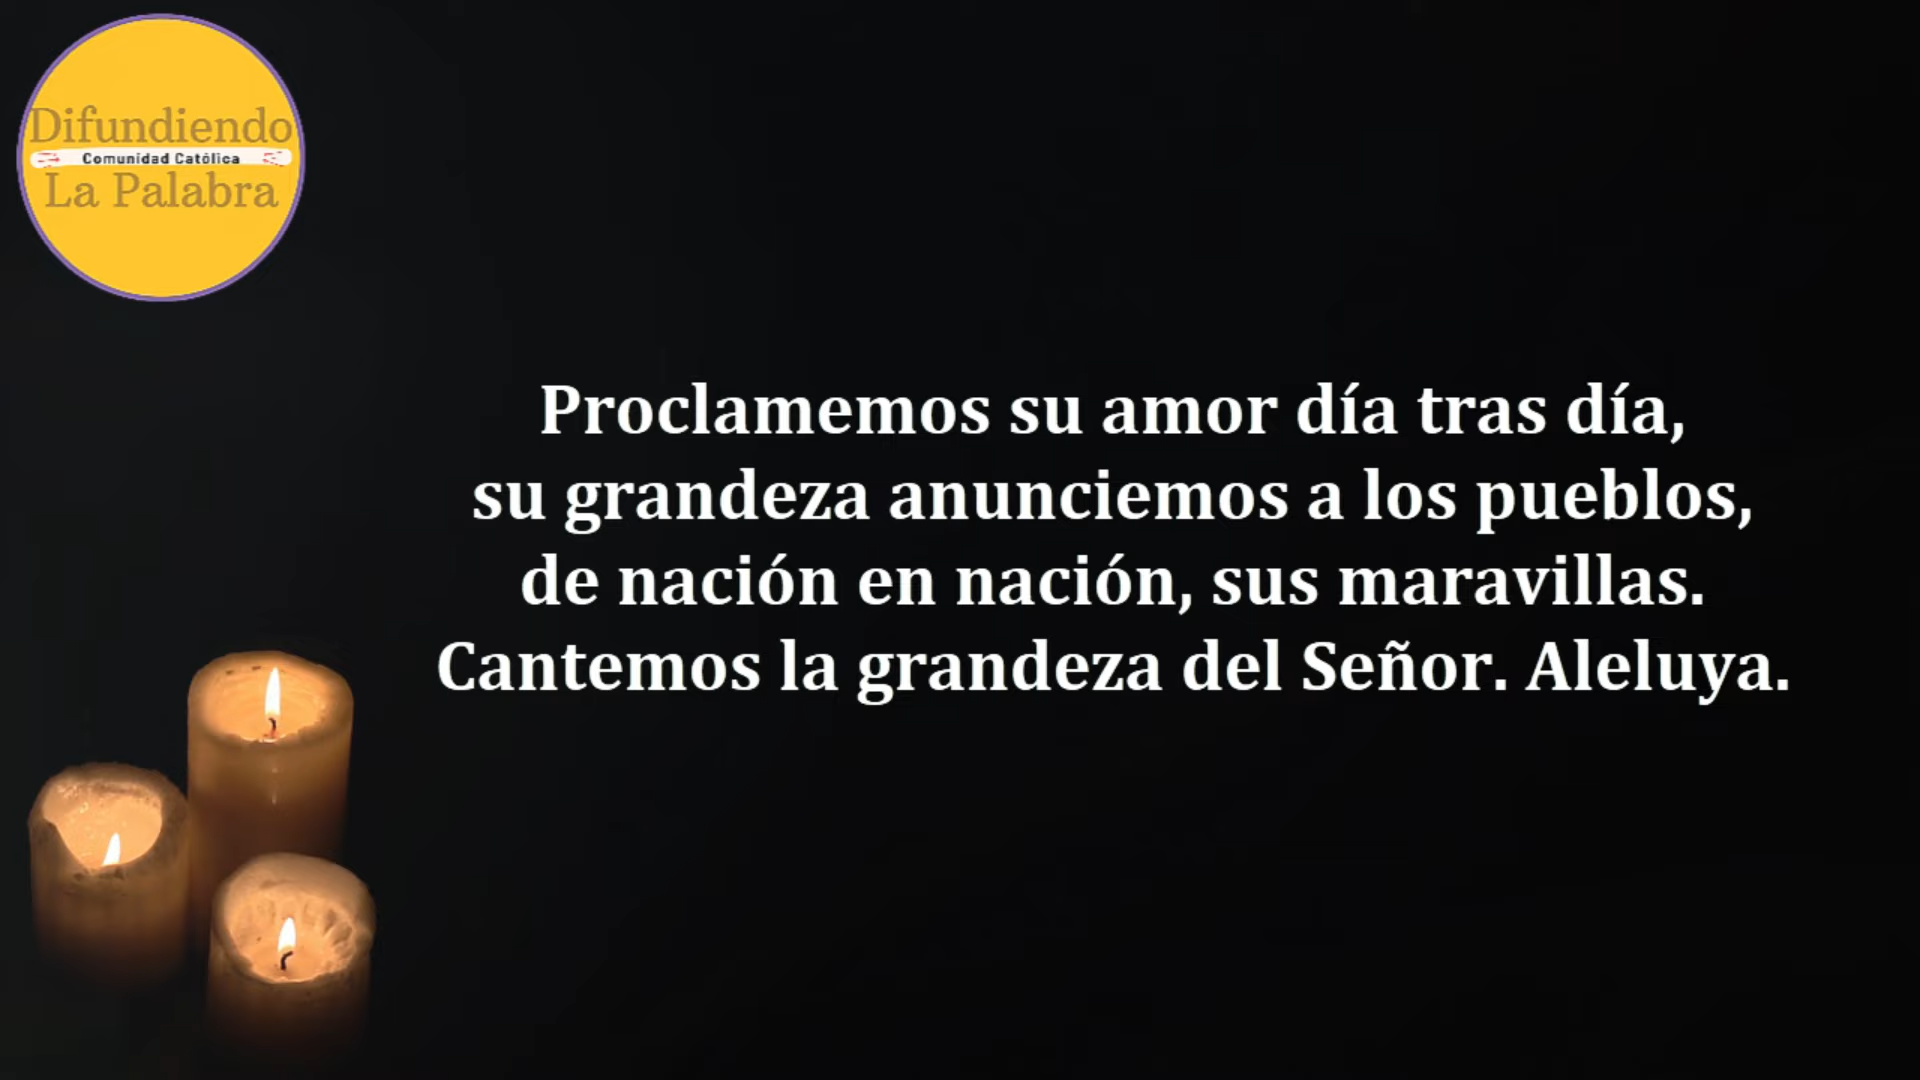 Difundiendo
Comunidad Católica
La Palabra
Proclamemos su amor día tras día,
su grandeza anunciemos a los pueblos,
de nación en nación, sus maravillas.
Cantemos la grandeza del Señor. Aleluya.